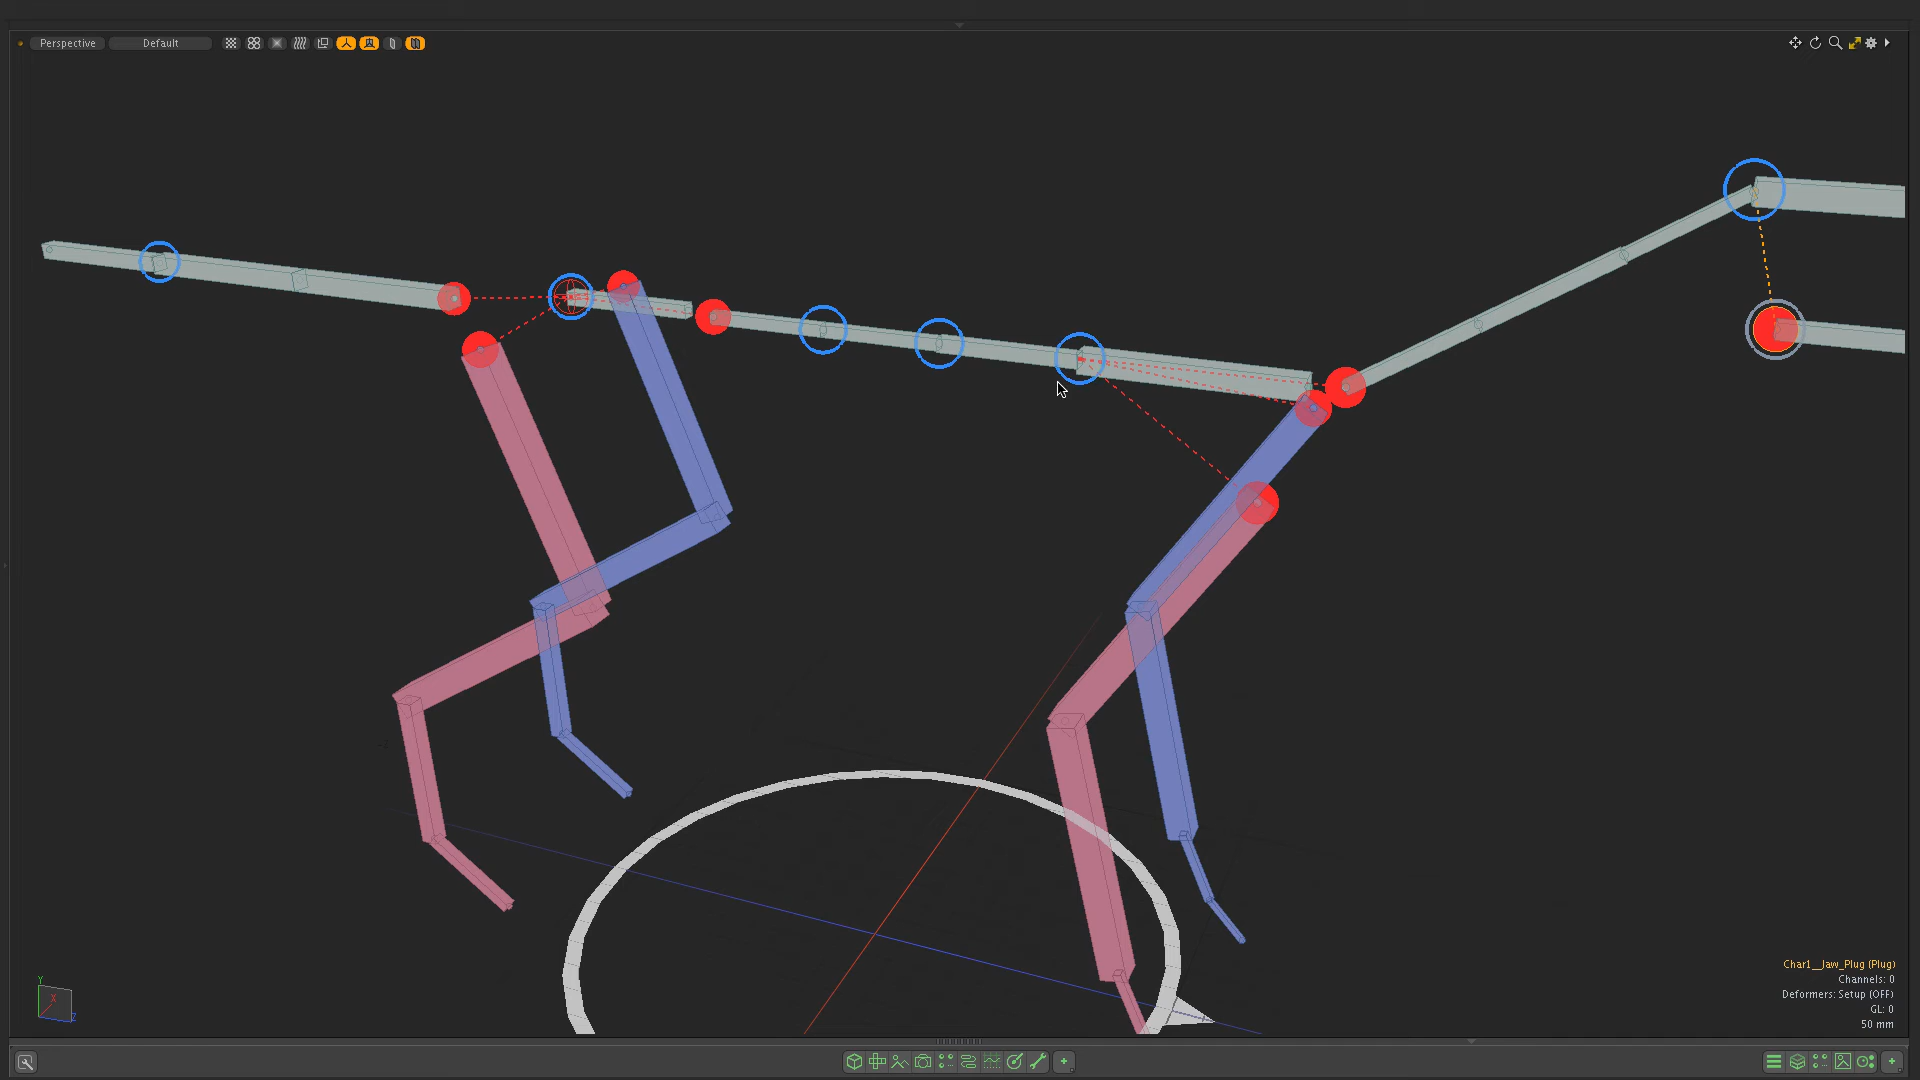 Perspective
Default
Char1__Jaw_Plug (Plug)
Channels: 0
Deformers: Setup (OFF)
GL: 0
50 mm
Y
X
Z